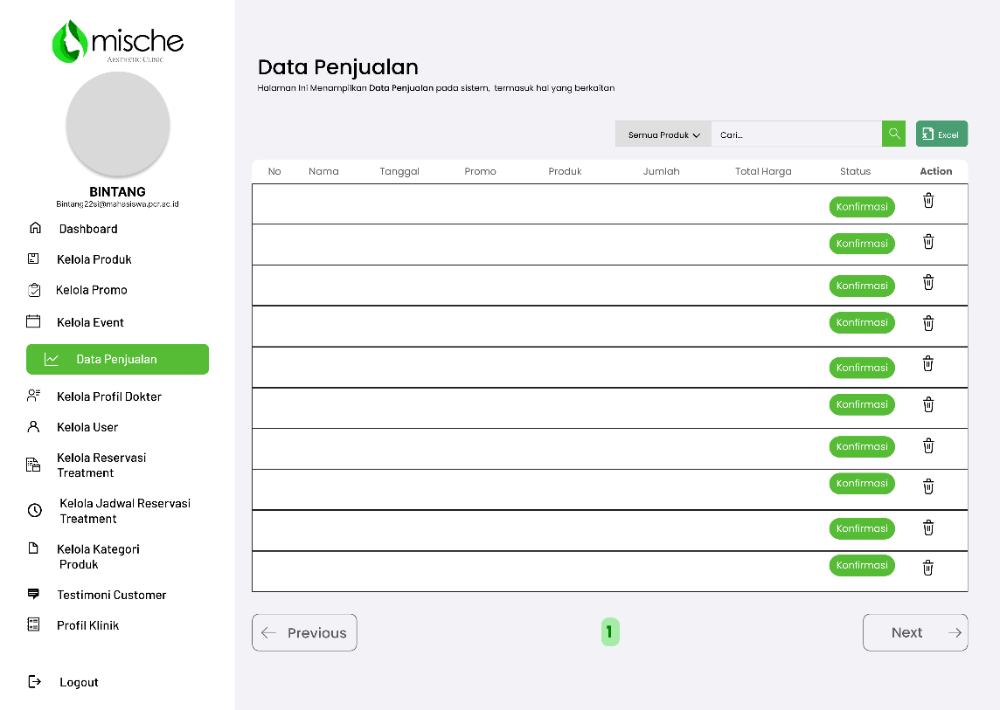 mische
AESTHETIC CLINIC
BINTANG
Bintang22si@mahasiswa.pcr.ac.id
Dashboard
Kelola Produk
Kelola Promo
Kelola Event
Data Penjualan
Kelola Profil Dokter
Kelola User
Kelola Reservasi
Treatment
Kelola Jadwal Reservasi
Treatment
Kelola Kategori
Produk
Testimoni Customer
Profil Klinik
Logout
Data Penjualan
Halaman Ini Menampilkan Data Penjualan pada sistem, termasuk hal yang berkaitan
Semua Produk Cari... Excel
No Nama Tanggal Promo Produk Jumlah Total Harga Status Action
Konfirmasi
Konfirmasi
Konfirmasi
Konfirmasi
Konfirmasi
Konfirmasi
Konfirmasi
Konfirmasi
Konfirmasi
Konfirmasi
Previous 1 Next